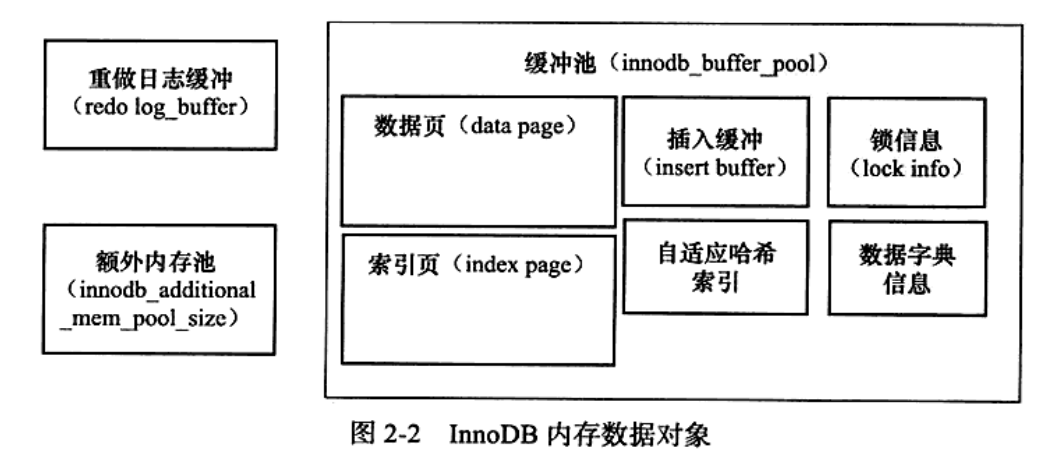 重做日志缓冲
（redo log_buffer）
额外内存池
（innodb_additional
_mem_pool_size）
缓冲池（innodb_buffer_pool）
数据页（data page）
索引页（index page）
插入缓冲
（insert buffer）
自适应哈希
索引
锁信息
（lock info）
数据字典
信息
图 2-2 InnoDB 内存数据对象